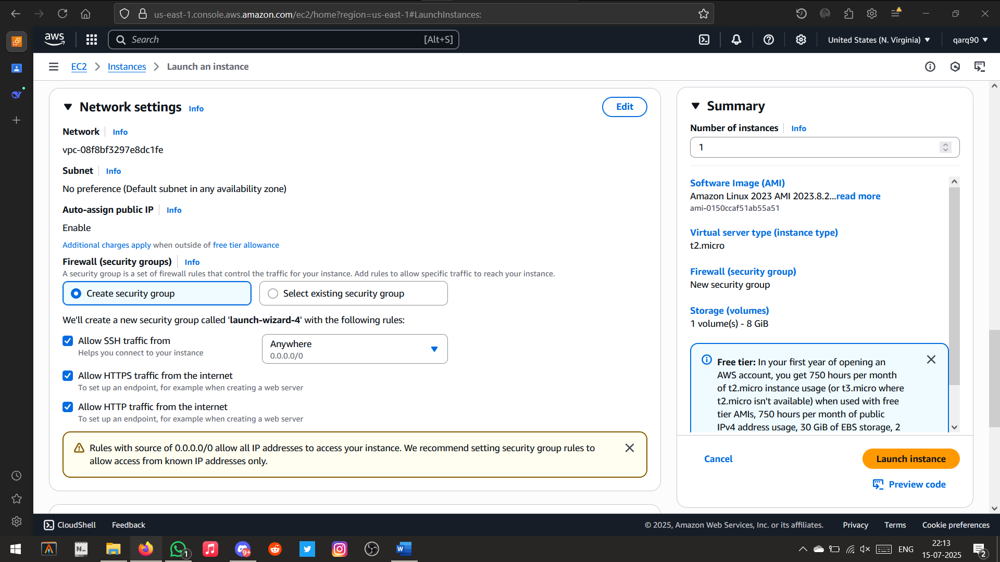 us-east-1.console.aws.amazon.com/ec2/home?region=us-east-1#LaunchInstances:
aws
Search
[Alt+S]
United States (N. Virginia)
qarq90
EC2
Instances
Launch an instance
Network settings Info
Edit
Network
Info
vpc-08f8bf3297e8dc1fe
Subnet
Info
No preference (Default subnet in any availability zone)
Auto-assign public IP
Info
Enable
Additional charges apply when outside of free tier allowance
Firewall (security groups)
Info
A security group is a set of firewall rules that control the traffic for your instance. Add rules to allow specific traffic to reach your instance.
Create security group
Select existing security group
We'll create a new security group called 'launch-wizard-4' with the following rules:
Allow SSH traffic from
Helps you connect to your instance
Anywhere
0.0.0.0/0
Allow HTTPS traffic from the internet
To set up an endpoint, for example when creating a web server
Allow HTTP traffic from the internet
To set up an endpoint, for example when creating a web server
Rules with source of 0.0.0.0/0 allow all IP addresses to access your instance. We recommend setting security group rules to
allow access from known IP addresses only.
Summary
Number of instances
Info
1
Software Image (AMI)
Amazon Linux 2023 AMI 2023.8.2...read more
ami-0150ccaf51ab55a51
Virtual server type (instance type)
t2.micro
Firewall (security group)
New security group
Storage (volumes)
1 volume(s) - 8 GiB
Free tier: In your first year of opening an
AWS account, you get 750 hours per month
of t2.micro instance usage (or t3.micro where
t2.micro isn't available) when used with free
tier AMIs, 750 hours per month of public
IPv4 address usage, 30 GiB of EBS storage, 2
Cancel
Launch instance
Preview code
CloudShell
Feedback
© 2025, Amazon Web Services, Inc. or its affiliates.
Privacy
Terms
Cookie preferences
N_
1
9+
W
ENG
22:13
15-07-2025
2